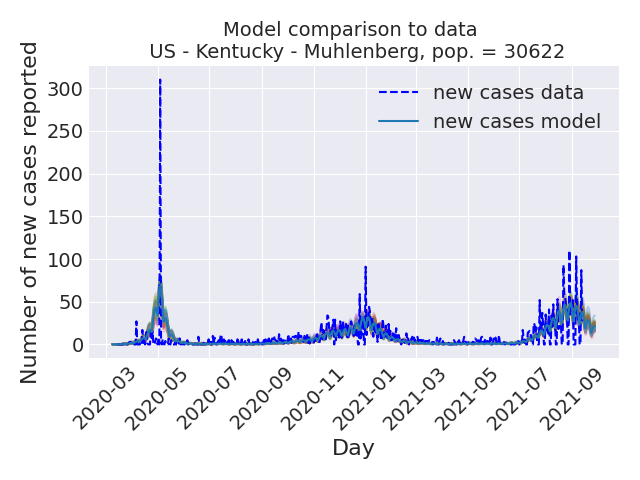 Model comparison to data
US - Kentucky - Muhlenberg, pop. = 30622
Number of new cases reported
300
250
200
150
100
50
0
new cases data
new cases model
2020-03
2020-05
2020-07
2020-09
2020-11
2021-01
2021-03
2021-05
2021-07
2021-09
Day